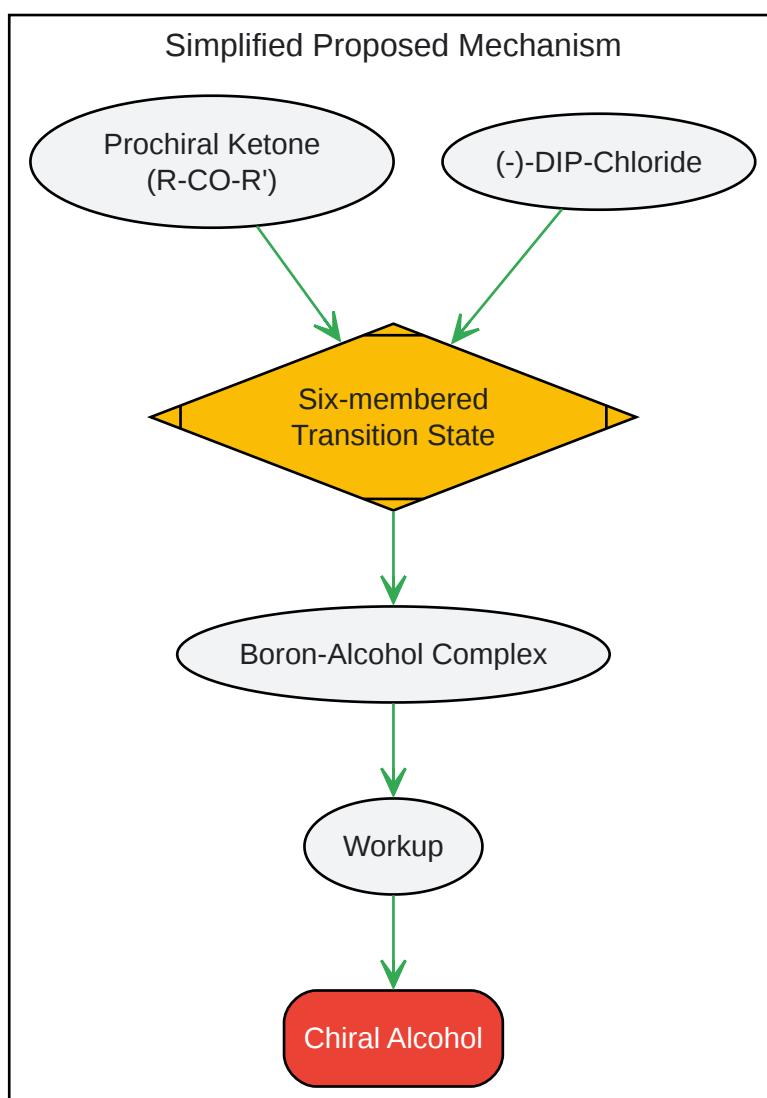 Simplified Proposed Mechanism
Prochiral Ketone
(R-CO-R')
(-)-DIP-Chloride
Six-membered
Transition State
Boron-Alcohol Complex
Workup
Chiral Alcohol